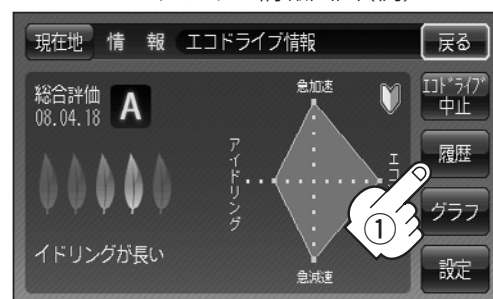 現在地 情 報 エコドライブ情報 戻る
総合評価
08.04.18 A
急加速
アイドリング
エコ
急減速
イドリングが長い
エコドライブ
中止
履歴
①
グラフ
設定